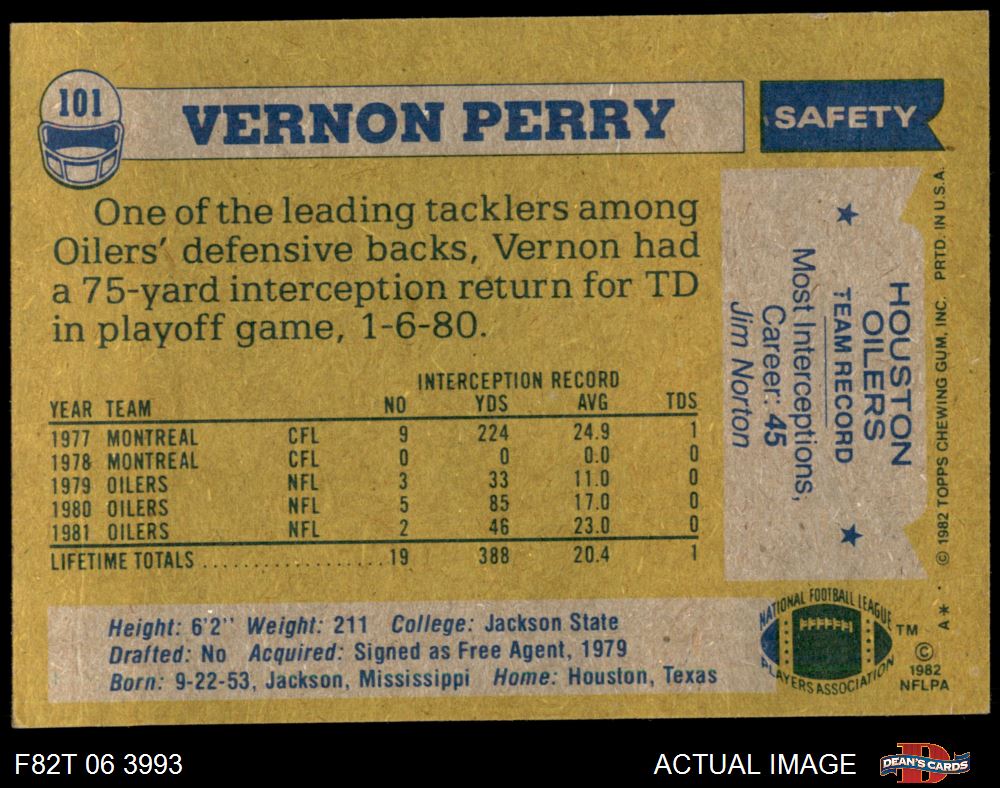 101
VERNON PERRY
SAFETY
One of the leading tacklers among
Oilers' defensive backs, Vernon had
a 75-yard interception return for TD
in playoff game, 1-6-80.
INTERCEPTION RECORD
YEAR TEAM NO YDS AVG TDS
1977 MONTREAL CFL 9 224 24.9 1
1978 MONTREAL CFL 0 0 0.0 0
1979 OILERS NFL 3 33 11.0 0
1980 OILERS NFL 5 85 17.0 0
1981 OILERS NFL 2 46 23.0 0
LIFETIME TOTALS ................. 19 388 20.4 1
Height: 6'2" Weight: 211 College: Jackson State
Drafted: No Acquired: Signed as Free Agent, 1979
Born: 9-22-53, Jackson, Mississippi Home: Houston, Texas
HOUSTON
OILERS
TEAM RECORD
Most Interceptions,
Career: 45
Jim Norton
© 1982 TOPPS CHEWING GUM, INC. PRTD. IN U.S.A.
A*
NATIONAL FOOTBALL LEAGUE
PLAYERS ASSOCIATION
TM
©
1982
NFLPA
F82T 06 3993
ACTUAL IMAGE
D
DEAN'S CARDS